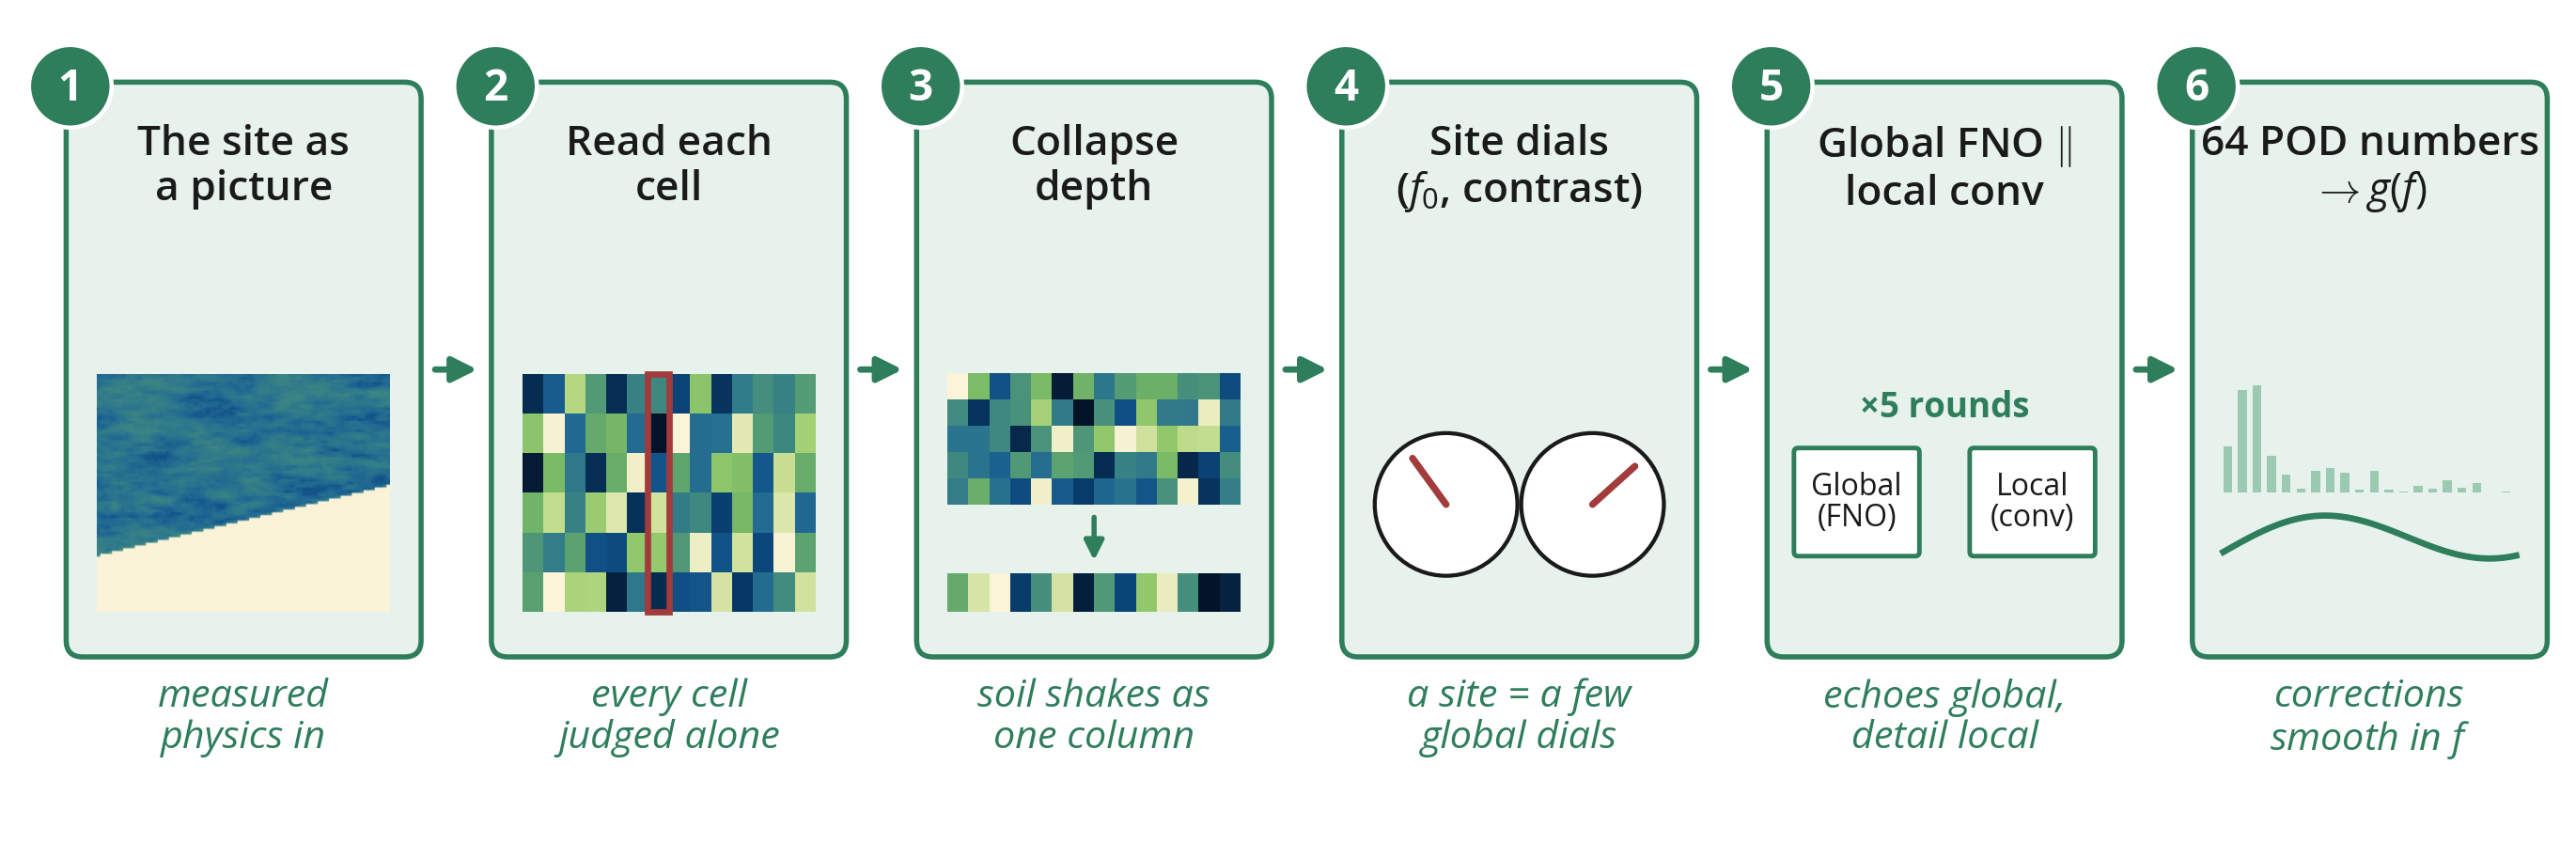 1
The site as
a picture
measured
physics in
2
Read each
cell
every cell
judged alone
3
Collapse
depth
soil shakes as
one column
4
Site dials
(f₀, contrast)
a site = a few
global dials
5
Global FNO ∥
local conv
×5 rounds
Global
(FNO)
Local
(conv)
echoes global,
detail local
6
64 POD numbers
→ g(f)
corrections
smooth in f